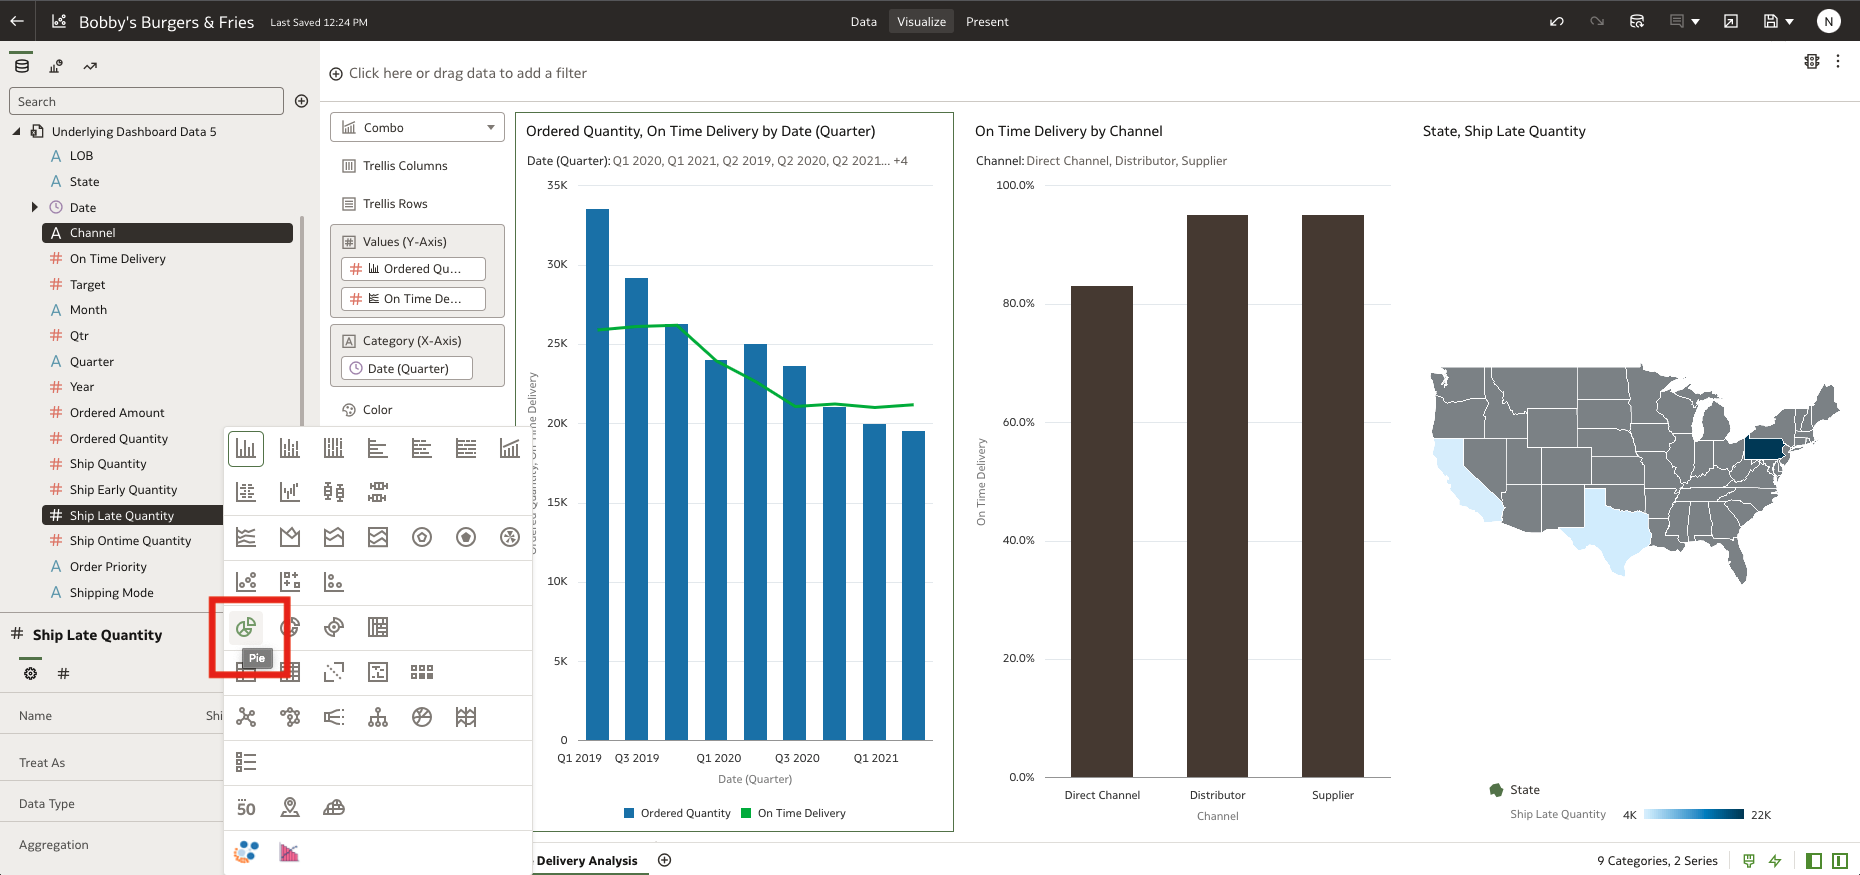 Bobby's Burgers & Fries
Last Saved 12:24 PM
Data
Visualize
Present
N
Search
Underlying Dashboard Data 5
A LOB
A State
Date
A Channel
# On Time Delivery
# Target
A Month
# Qtr
A Quarter
# Year
# Ordered Amount
# Ordered Quantity
# Ship Quantity
# Ship Early Quantity
# Ship Late Quantity
# Ship Ontime Quantity
A Order Priority
A Shipping Mode
# Ship Late Quantity
#
Name
Shi
Treat As
Data Type
Aggregation
Pie
50
Click here or drag data to add a filter
Combo
Trellis Columns
Trellis Rows
# Values (Y-Axis)
# Ordered Qu...
# On Time De...
A Category (X-Axis)
Date (Quarter)
Color
Ordered Quantity, On Time Delivery by Date (Quarter)
Date (Quarter): Q1 2020, Q1 2021, Q2 2019, Q2 2020, Q2 2021... +4
35K
30K
25K
20K
15K
10K
5K
0
Ordered Quantity, On Time Delivery
Q1 2019
Q3 2019
Q1 2020
Q3 2020
Q1 2021
Date (Quarter)
Ordered Quantity
On Time Delivery
On Time Delivery by Channel
Channel: Direct Channel, Distributor, Supplier
100.0%
80.0%
60.0%
40.0%
20.0%
0.0%
On Time Delivery
Direct Channel
Distributor
Supplier
Channel
State, Ship Late Quantity
State
Ship Late Quantity
4K
22K
Delivery Analysis
9 Categories, 2 Series